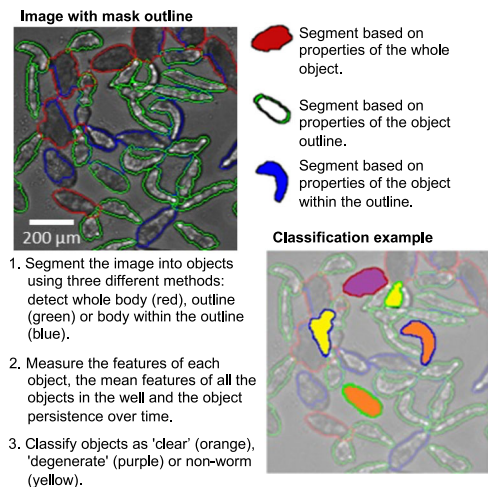 Image with mask outline
Segment based on
properties of the whole
object.
Segment based on
properties of the object
outline.
Segment based on
properties of the object
within the outline.
200 µm
1. Segment the image into objects
using three different methods:
detect whole body (red), outline
(green) or body within the outline
(blue).
2. Measure the features of each
object, the mean features of all the
objects in the well and the object
persistence over time.
3. Classify objects as 'clear' (orange),
'degenerate' (purple) or non-worm
(yellow).
Classification example